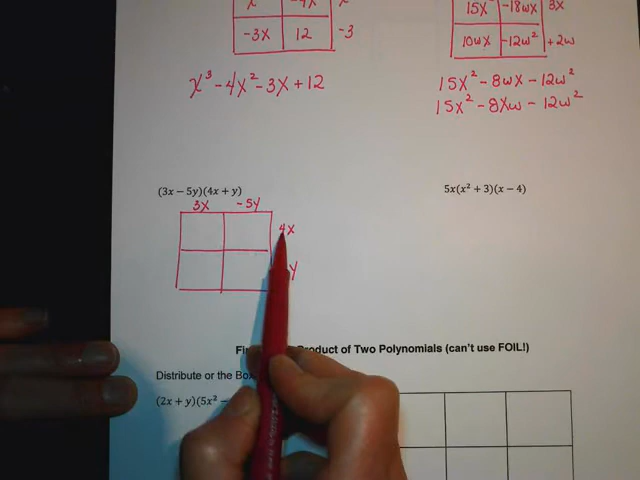 -4x
-3x 12 -3
x³ - 4x² - 3x + 12
15x² -18wx 3x
10wx -12w² +2w
15x² - 8wx - 12w²
15x² - 8xw - 12w²
(3x − 5y)(4x + y)
3x -5y
4x
y
5x(x² + 3)(x − 4)
Product of Two Polynomials (can't use FOIL!)
Distribute or the Box
(2x + y)(5x² −